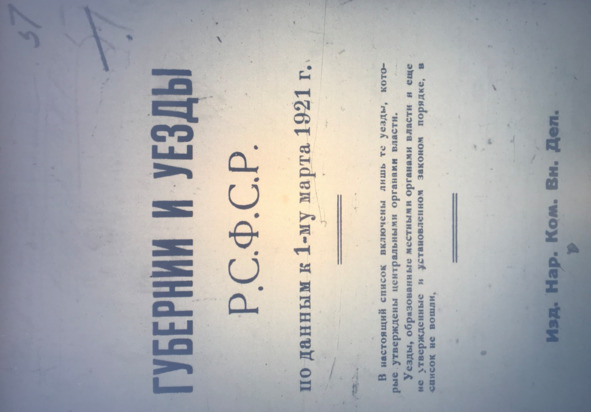 57
ГУБЕРНИИ И УЕЗДЫ
Р.С.Ф.С.Р.
по данным к 1-му марта 1921 г.
В настоящий список включены лишь те уезды, кото-
рые утверждены центральными органами власти.
Уезды, образованные местными органами власти и еще
не утвержденные в установленном законом порядке, в
список не вошли,
Изд. Нар. Ком. Вн. Дел.